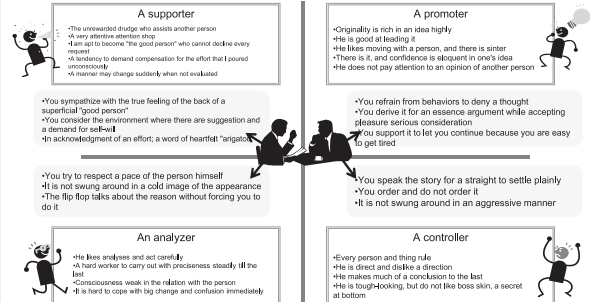 A supporter
•The unrewarded drudge who assists another person
•A very attentive attention shop
•I am apt to become "the good person" who cannot decline every
request
•A tendency to demand compensation for the effort that I poured
unconsciously
•A manner may change suddenly when not evaluated
A promoter
•Originality is rich in an idea highly
•He is good at leading it
•He likes moving with a person, and there is sinter
•There is it, and confidence is eloquent in one's idea
•He does not pay attention to an opinion of another person
•You sympathize with the true feeling of the back of a
superficial "good person"
•You consider the environment where there are suggestion and
a demand for self-will
•In acknowledgment of an effort; a word of heartfelt "arigatou
•You refrain from behaviors to deny a thought
•You derive it for an essence argument while accepting
pleasure serious consideration
•You support it to let you continue because you are easy
to get tired
•You try to respect a pace of the person himself
•It is not swung around in a cold image of the appearance
•The flip flop talks about the reason without forcing you to
do it
•You speak the story for a straight to settle plainly
•You order and do not order it
•It is not swung around in an aggressive manner
An analyzer
•He likes analyses and act carefully
•A hard worker to carry out with preciseness steadily till the
last
•Consciousness weak in the relation with the person
•It is hard to cope with big change and confusion immediately
A controller
•Every person and thing rule
•He is direct and dislike a direction
•He makes much of a conclusion to the last
•He is tough-looking, but do not like boss skin, a secret
at bottom